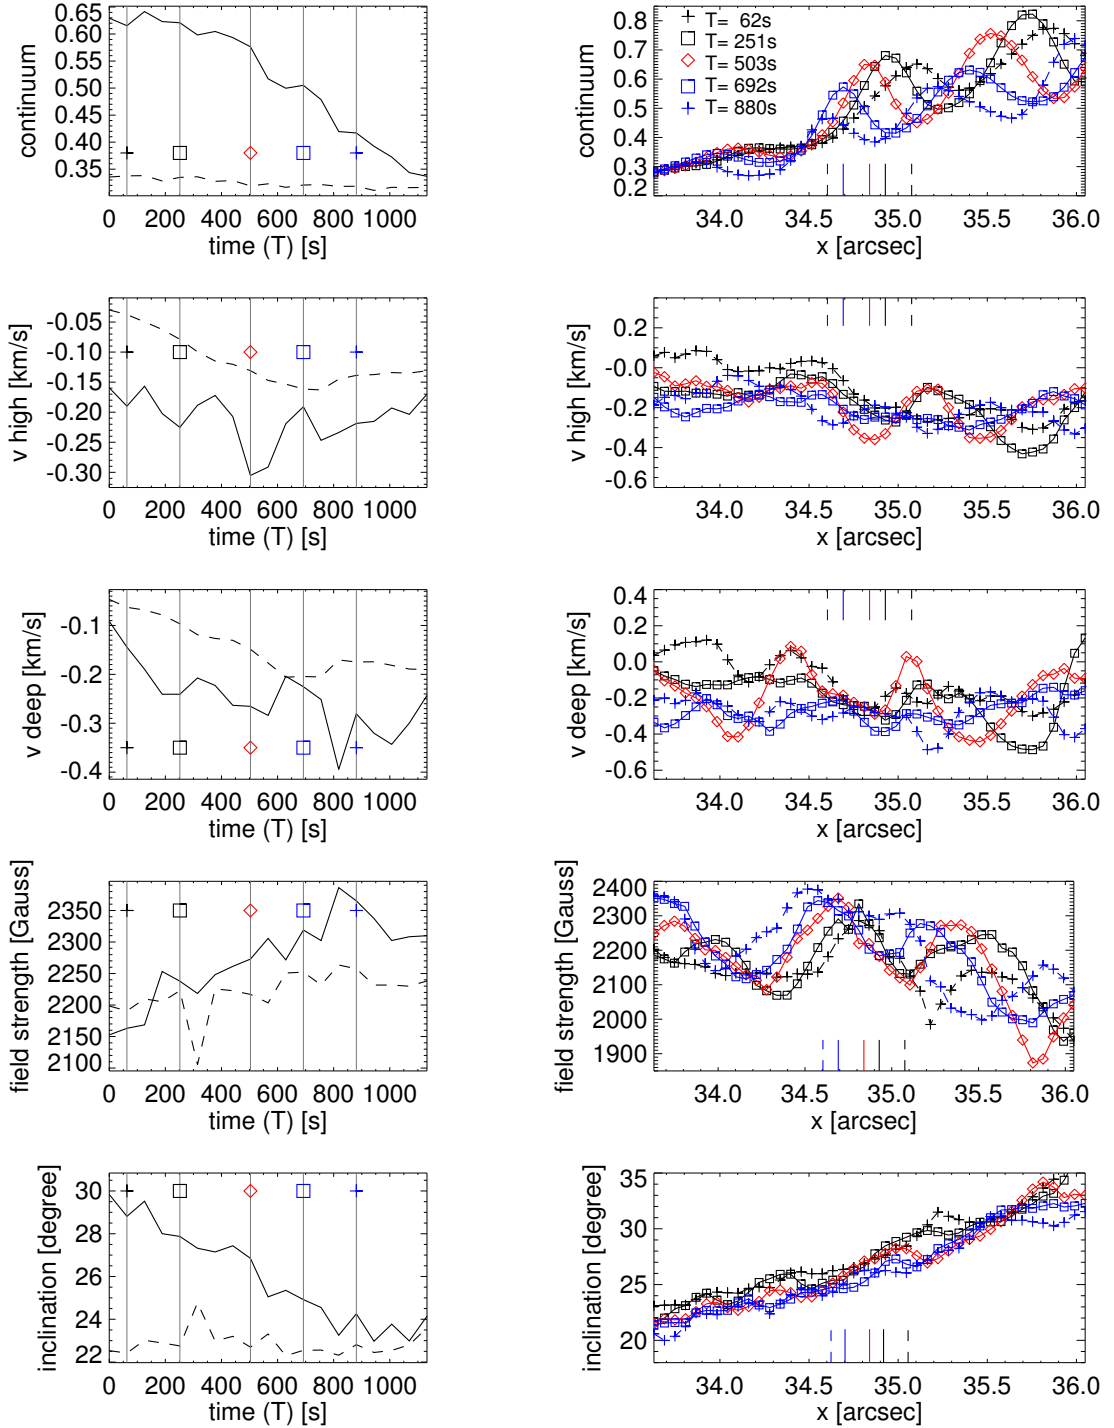 continuum
0.65
0.60
0.55
0.50
0.45
0.40
0.35
0 200 400 600 800 1000
time (T) [s]
continuum
0.8
0.7
0.6
0.5
0.4
0.3
0.2
T= 62s
T= 251s
T= 503s
T= 692s
T= 880s
34.0 34.5 35.0 35.5 36.0
x [arcsec]
v high [km/s]
-0.05
-0.10
-0.15
-0.20
-0.25
-0.30
0 200 400 600 800 1000
time (T) [s]
v high [km/s]
0.2
-0.0
-0.2
-0.4
-0.6
34.0 34.5 35.0 35.5 36.0
x [arcsec]
v deep [km/s]
-0.1
-0.2
-0.3
-0.4
0 200 400 600 800 1000
time (T) [s]
v deep [km/s]
0.4
0.2
0.0
-0.2
-0.4
-0.6
34.0 34.5 35.0 35.5 36.0
x [arcsec]
field strength [Gauss]
2350
2300
2250
2200
2150
2100
0 200 400 600 800 1000
time (T) [s]
field strength [Gauss]
2400
2300
2200
2100
2000
1900
34.0 34.5 35.0 35.5 36.0
x [arcsec]
inclination [degree]
30
28
26
24
23
22
0 200 400 600 800 1000
time (T) [s]
inclination [degree]
35
30
25
20
34.0 34.5 35.0 35.5 36.0
x [arcsec]